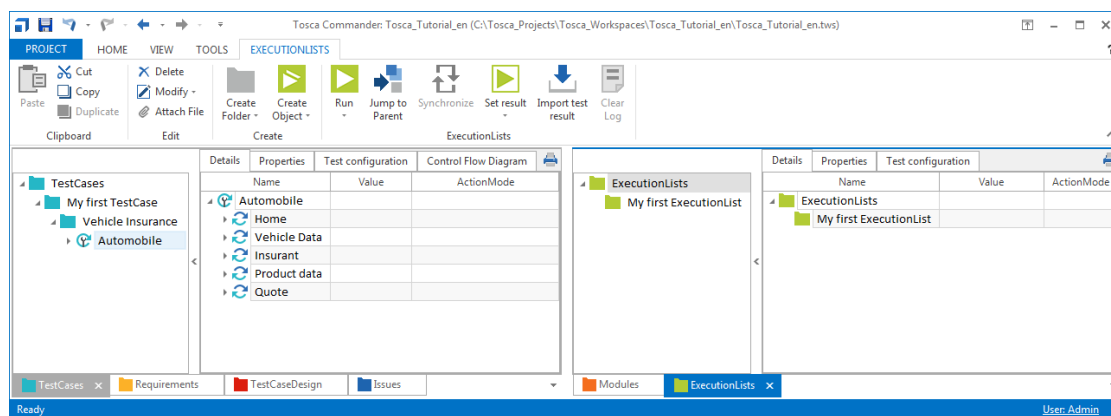 Tosca Commander: Tosca_Tutorial_en (C:\Tosca_Projects\Tosca_Workspaces\Tosca_Tutorial_en\Tosca_Tutorial_en.tws)
PROJECT HOME VIEW TOOLS EXECUTIONLISTS
Paste Cut Copy Duplicate
Delete Modify Attach File
Create Folder Create Object
Run Jump to Parent Synchronize Set result Import test result Clear Log
Clipboard Edit Create ExecutionLists
TestCases
My first TestCase
Vehicle Insurance
Automobile
Details Properties Test configuration Control Flow Diagram
Name Value ActionMode
Automobile
Home
Vehicle Data
Insurant
Product data
Quote
ExecutionLists
My first ExecutionList
Details Properties Test configuration
Name Value ActionMode
ExecutionLists
My first ExecutionList
TestCases Requirements TestCaseDesign Issues
Modules ExecutionLists
Ready User: Admin